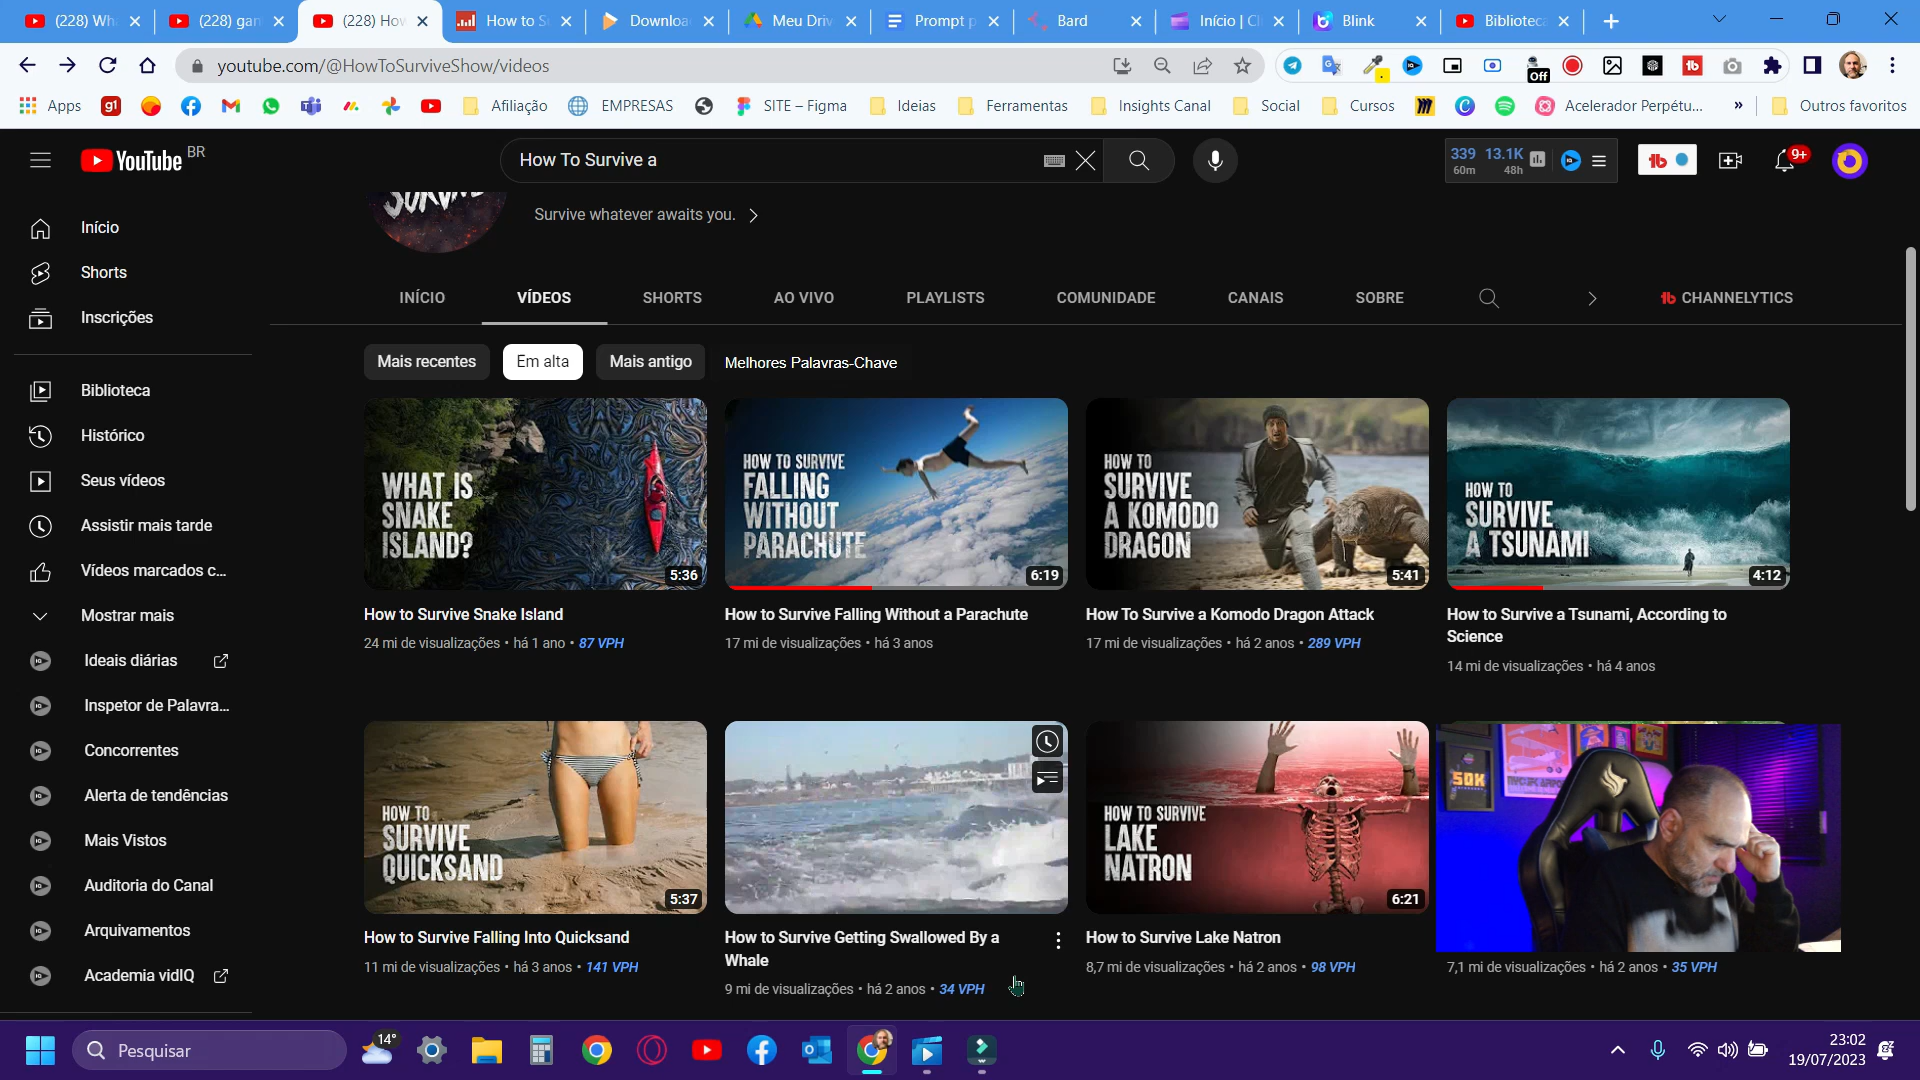 (228) Wh
(228) gan
(228) How
How to S
Downloa
Meu Driv
Prompt p
Bard
Início | Cl
Blink
Bibliotec
youtube.com/@HowToSurviveShow/videos
Off
Apps
g1
Afiliação
EMPRESAS
SITE – Figma
Ideias
Ferramentas
Insights Canal
Social
Cursos
Acelerador Perpétu...
»
Outros favoritos
YouTube BR
How To Survive a
339 13.1K
60m 48h
9+
Início
Shorts
Inscrições
Biblioteca
Histórico
Seus vídeos
Assistir mais tarde
Vídeos marcados c...
Mostrar mais
Ideais diárias
Inspetor de Palavra...
Concorrentes
Alerta de tendências
Mais Vistos
Auditoria do Canal
Arquivamentos
Academia vidIQ
SURVIVE
Survive whatever awaits you.
INÍCIO
VÍDEOS
SHORTS
AO VIVO
PLAYLISTS
COMUNIDADE
CANAIS
SOBRE
CHANNELYTICS
Mais recentes
Em alta
Mais antigo
Melhores Palavras-Chave
WHAT IS
SNAKE
ISLAND?
5:36
How to Survive Snake Island
24 mi de visualizações • há 1 ano • 87 VPH
HOW TO SURVIVE
FALLING
WITHOUT
PARACHUTE
6:19
How to Survive Falling Without a Parachute
17 mi de visualizações • há 3 anos
HOW TO
SURVIVE
A KOMODO
DRAGON
5:41
How To Survive a Komodo Dragon Attack
17 mi de visualizações • há 2 anos • 289 VPH
HOW TO
SURVIVE
A TSUNAMI
4:12
How to Survive a Tsunami, According to
Science
14 mi de visualizações • há 4 anos
HOW TO
SURVIVE
QUICKSAND
5:37
How to Survive Falling Into Quicksand
11 mi de visualizações • há 3 anos • 141 VPH
How to Survive Getting Swallowed By a
Whale
9 mi de visualizações • há 2 anos • 34 VPH
HOW TO SURVIVE
LAKE
NATRON
6:21
How to Survive Lake Natron
8,7 mi de visualizações • há 2 anos • 98 VPH
50K
7,1 mi de visualizações • há 2 anos • 35 VPH
Pesquisar
14°
23:02
19/07/2023